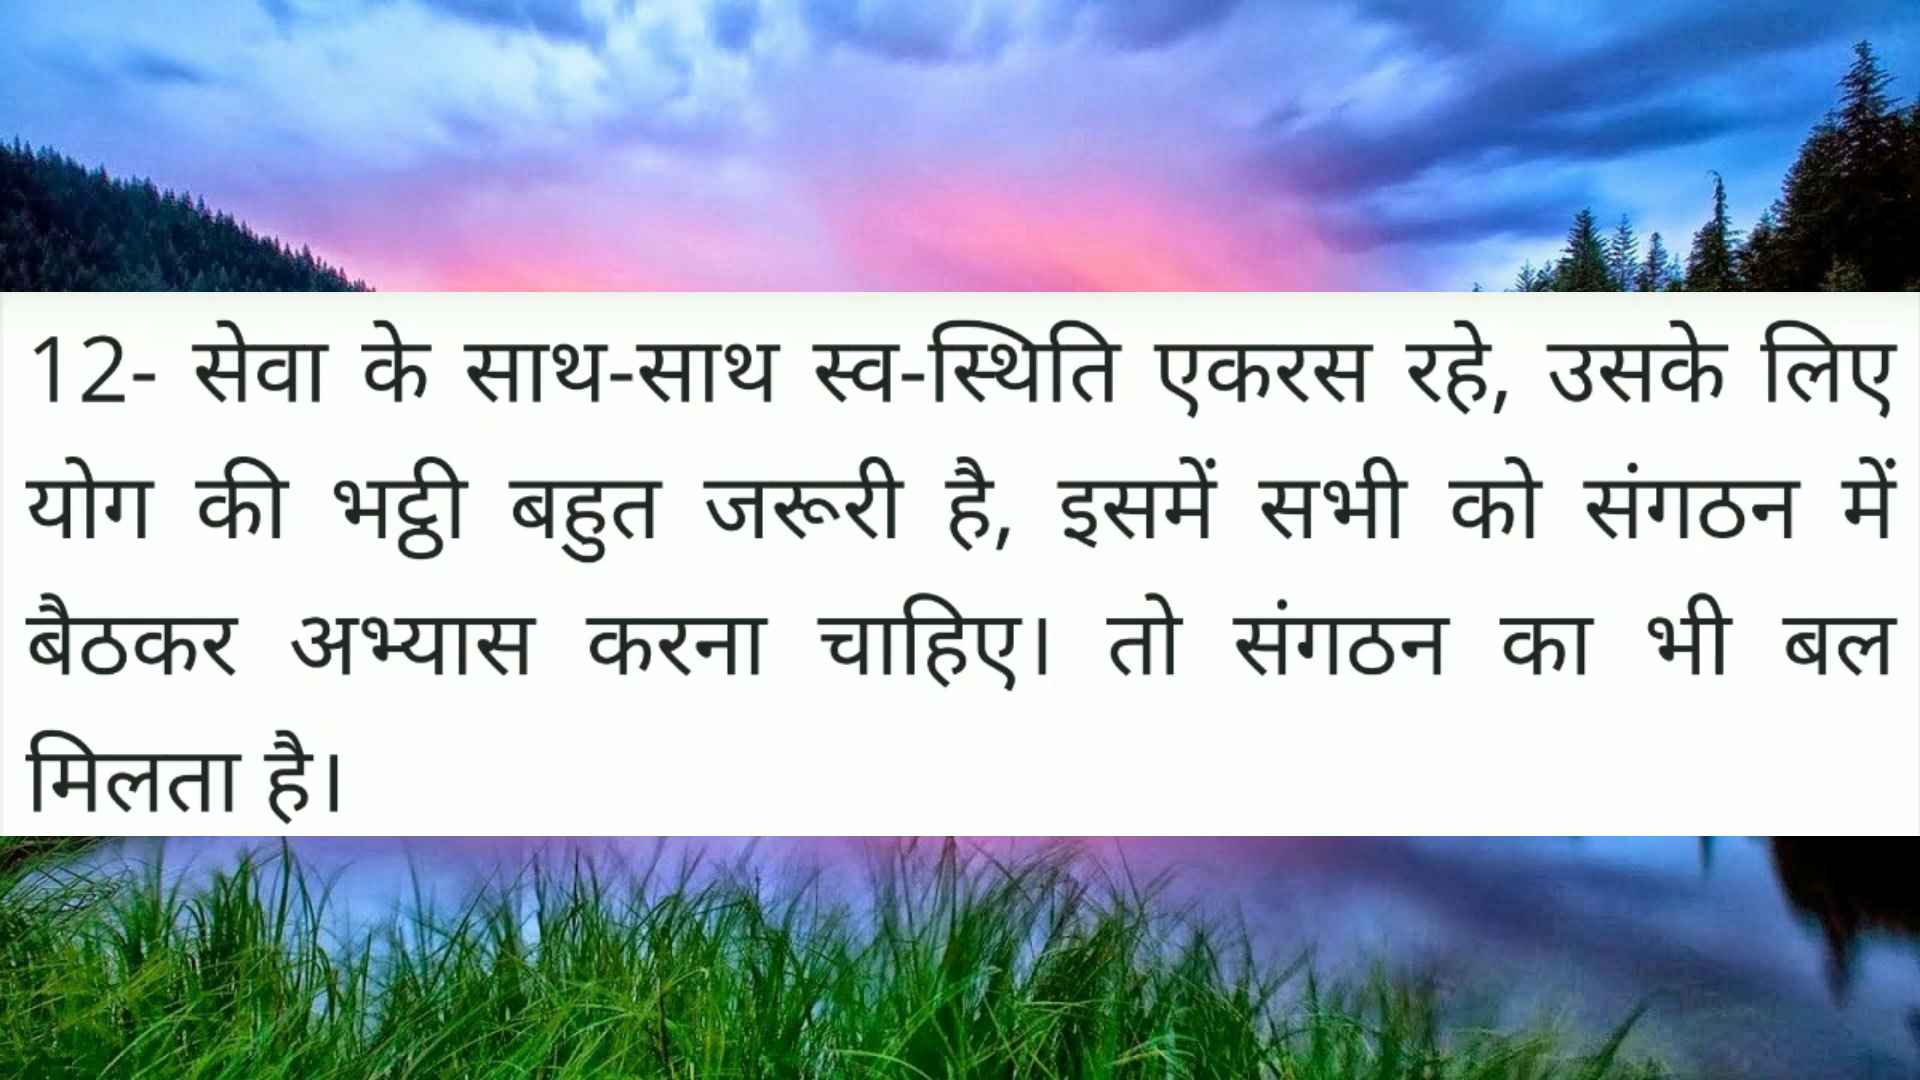 12- सेवा के साथ-साथ स्व-स्थिति एकरस रहे, उसके लिए
योग की भट्ठी बहुत जरूरी है, इसमें सभी को संगठन में
बैठकर अभ्यास करना चाहिए। तो संगठन का भी बल
मिलता है।